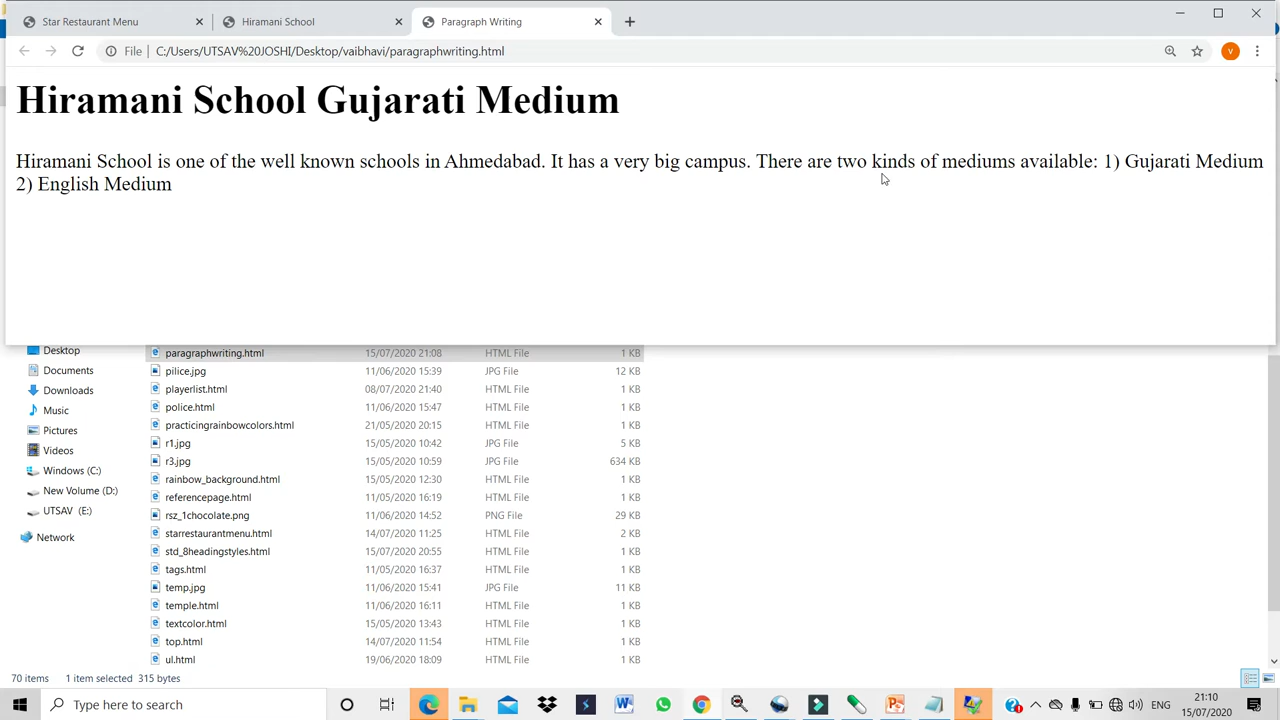 Star Restaurant Menu
Hiramani School
Paragraph Writing
File | C:/Users/UTSAV%20JOSHI/Desktop/vaibhavi/paragraphwriting.html
V
Hiramani School Gujarati Medium
Hiramani School is one of the well known schools in Ahmedabad. It has a very big campus. There are two kinds of mediums available: 1) Gujarati Medium
2) English Medium
Desktop
Documents
Downloads
Music
Pictures
Videos
Windows (C:)
New Volume (D:)
UTSAV (E:)
Network
paragraphwriting.html 15/07/2020 21:08 HTML File 1 KB
pilice.jpg 11/06/2020 15:39 JPG File 12 KB
playerlist.html 08/07/2020 21:40 HTML File 1 KB
police.html 11/06/2020 15:47 HTML File 1 KB
practicingrainbowcolors.html 21/05/2020 20:15 HTML File 1 KB
r1.jpg 15/05/2020 10:42 JPG File 5 KB
r3.jpg 15/05/2020 10:59 JPG File 634 KB
rainbow_background.html 15/05/2020 12:30 HTML File 1 KB
referencepage.html 11/05/2020 16:19 HTML File 1 KB
rsz_1chocolate.png 11/06/2020 14:52 PNG File 29 KB
starrestaurantmenu.html 14/07/2020 11:25 HTML File 2 KB
std_8headingstyles.html 15/07/2020 20:55 HTML File 1 KB
tags.html 11/05/2020 16:37 HTML File 1 KB
temp.jpg 11/06/2020 15:41 JPG File 11 KB
temple.html 11/06/2020 16:11 HTML File 1 KB
textcolor.html 15/05/2020 13:43 HTML File 1 KB
top.html 14/07/2020 11:54 HTML File 1 KB
ul.html 19/06/2020 18:09 HTML File 1 KB
70 items 1 item selected 315 bytes
Type here to search
ENG
21:10
15/07/2020